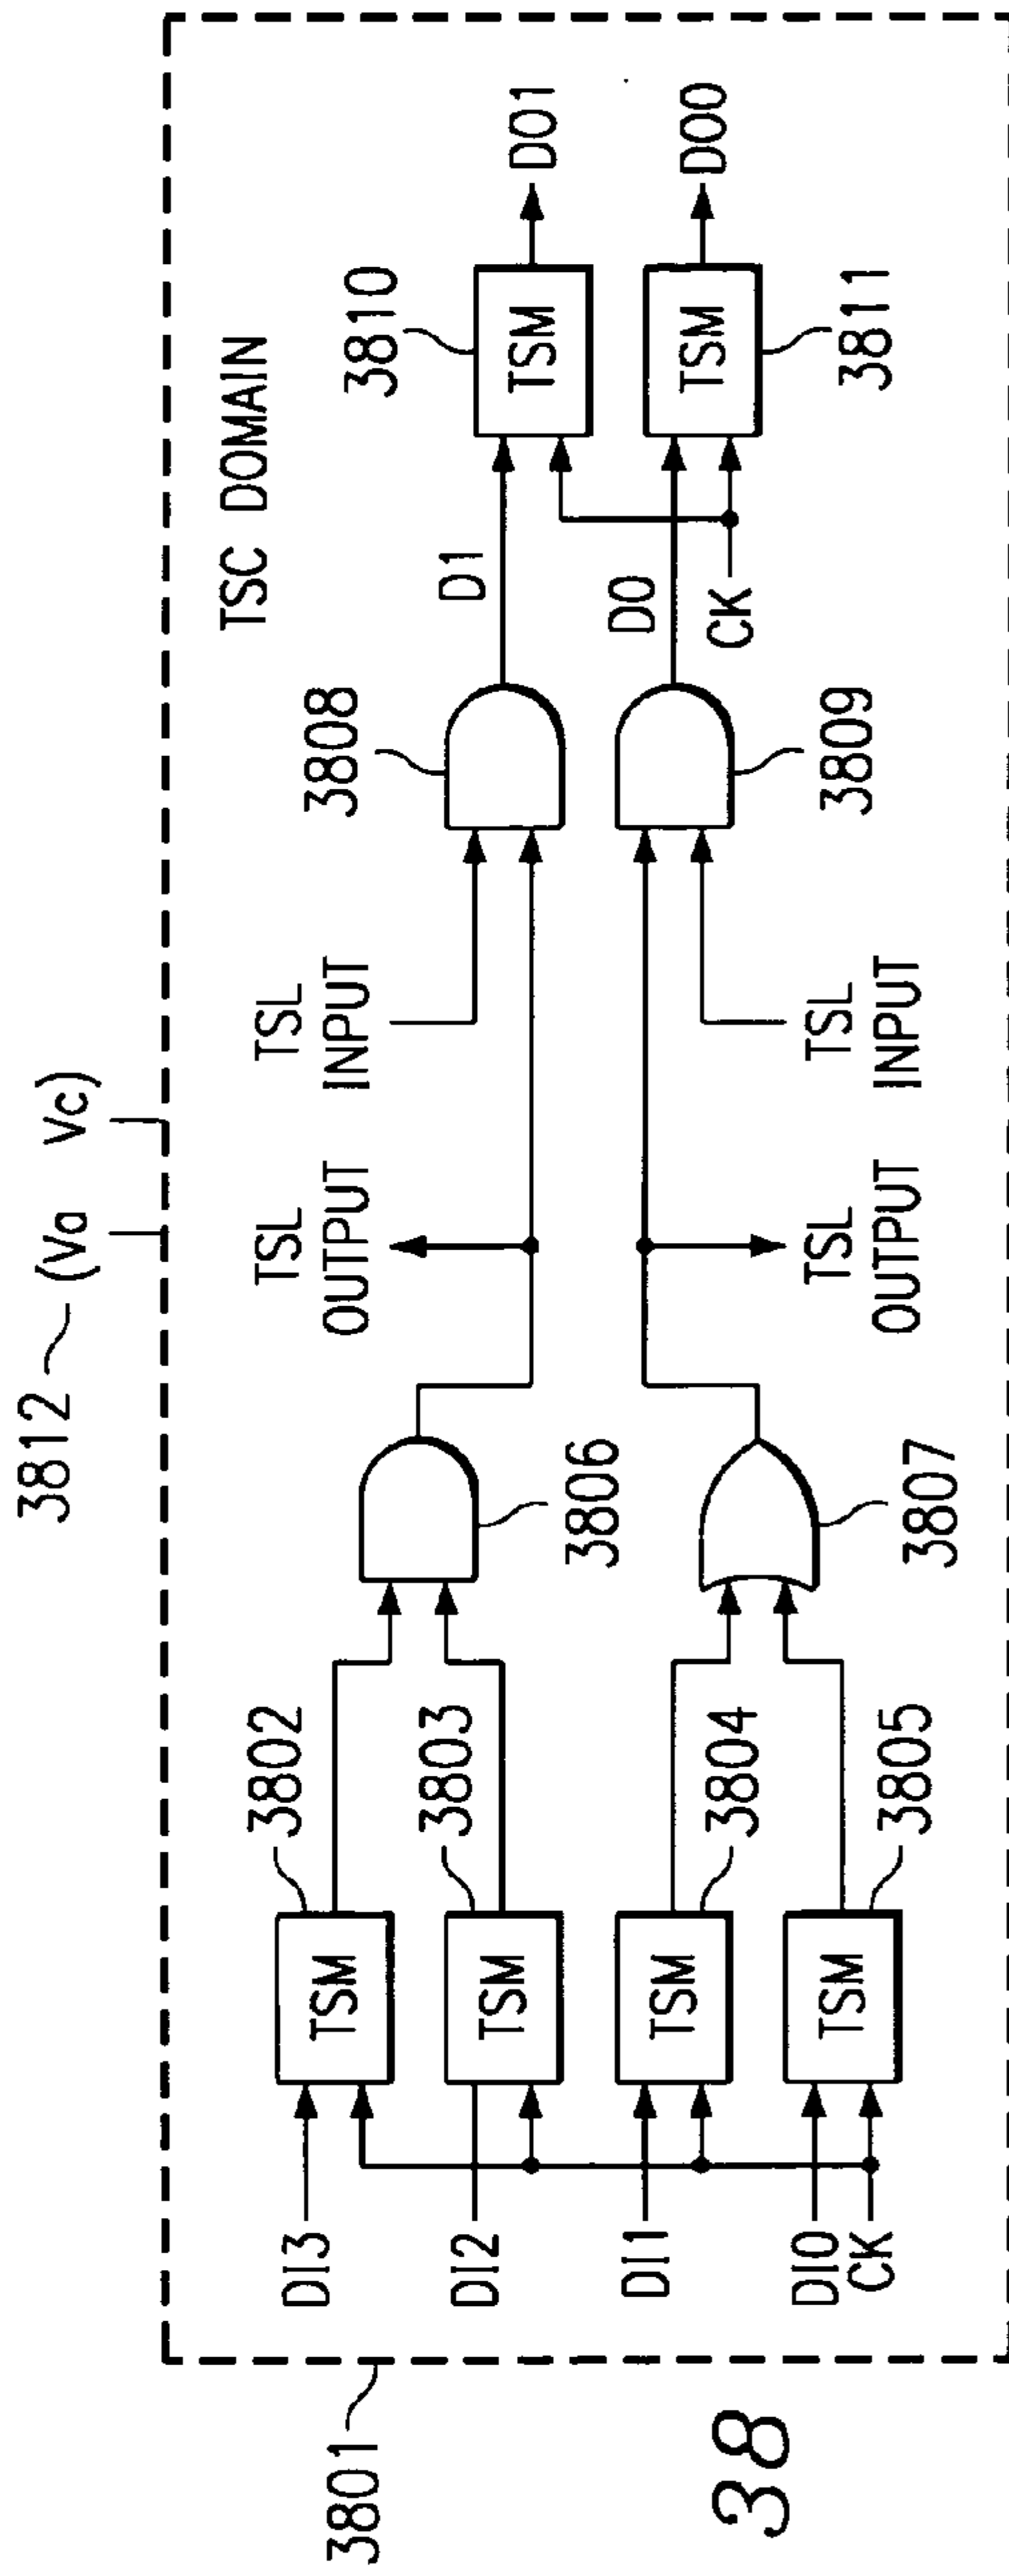 3812 (Va Vc)
3801
TSC DOMAIN
DI3
TSM
3802
DI2
TSM
3803
DI1
TSM
3804
DI0
CK
TSM
3805
3806
3807
TSL
OUTPUT
TSL
OUTPUT
TSL
INPUT
TSL
INPUT
3808
3809
D1
D0
CK
3810
TSM
DO1
TSM
DO0
3811
38